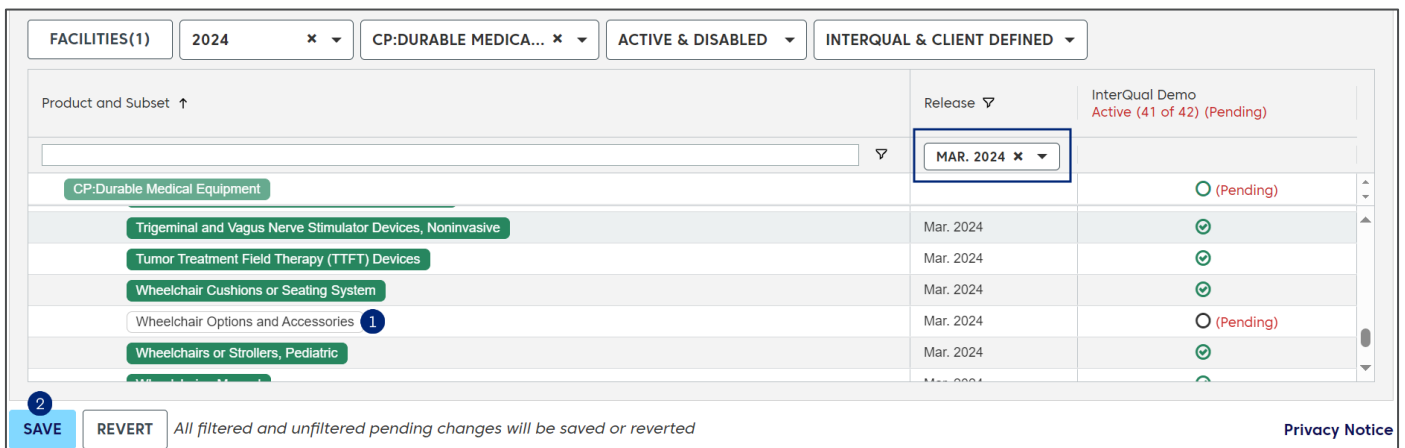 FACILITIES(1) 2024 CP:DURABLE MEDICA... ACTIVE & DISABLED INTERQUAL & CLIENT DEFINED
Product and Subset ↑ Release InterQual Demo
Active (41 of 42) (Pending)
MAR. 2024
CP:Durable Medical Equipment (Pending)
Trigeminal and Vagus Nerve Stimulator Devices, Noninvasive Mar. 2024
Tumor Treatment Field Therapy (TTFT) Devices Mar. 2024
Wheelchair Cushions or Seating System Mar. 2024
Wheelchair Options and Accessories 1 Mar. 2024 (Pending)
Wheelchairs or Strollers, Pediatric Mar. 2024
2
SAVE REVERT All filtered and unfiltered pending changes will be saved or reverted Privacy Notice